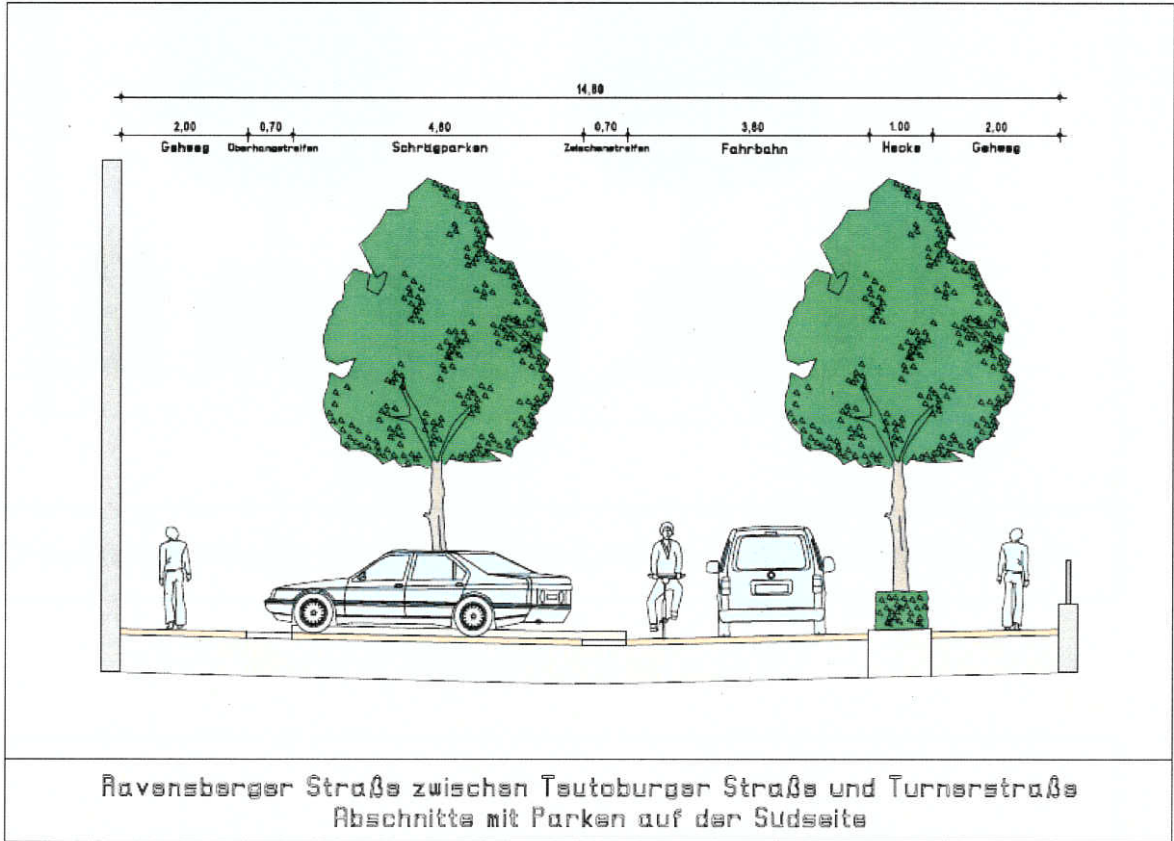 14,80
2,00 0,70 4,60 0,70 3,80 1.00 2,00
Gehweg Überhangstreifen Schrägparken Zwischenstreifen Fahrbahn Hecke Gehweg
Ravensberger Straße zwischen Teutoburger Straße und Turnerstraße
Abschnitte mit Parken auf der Südseite